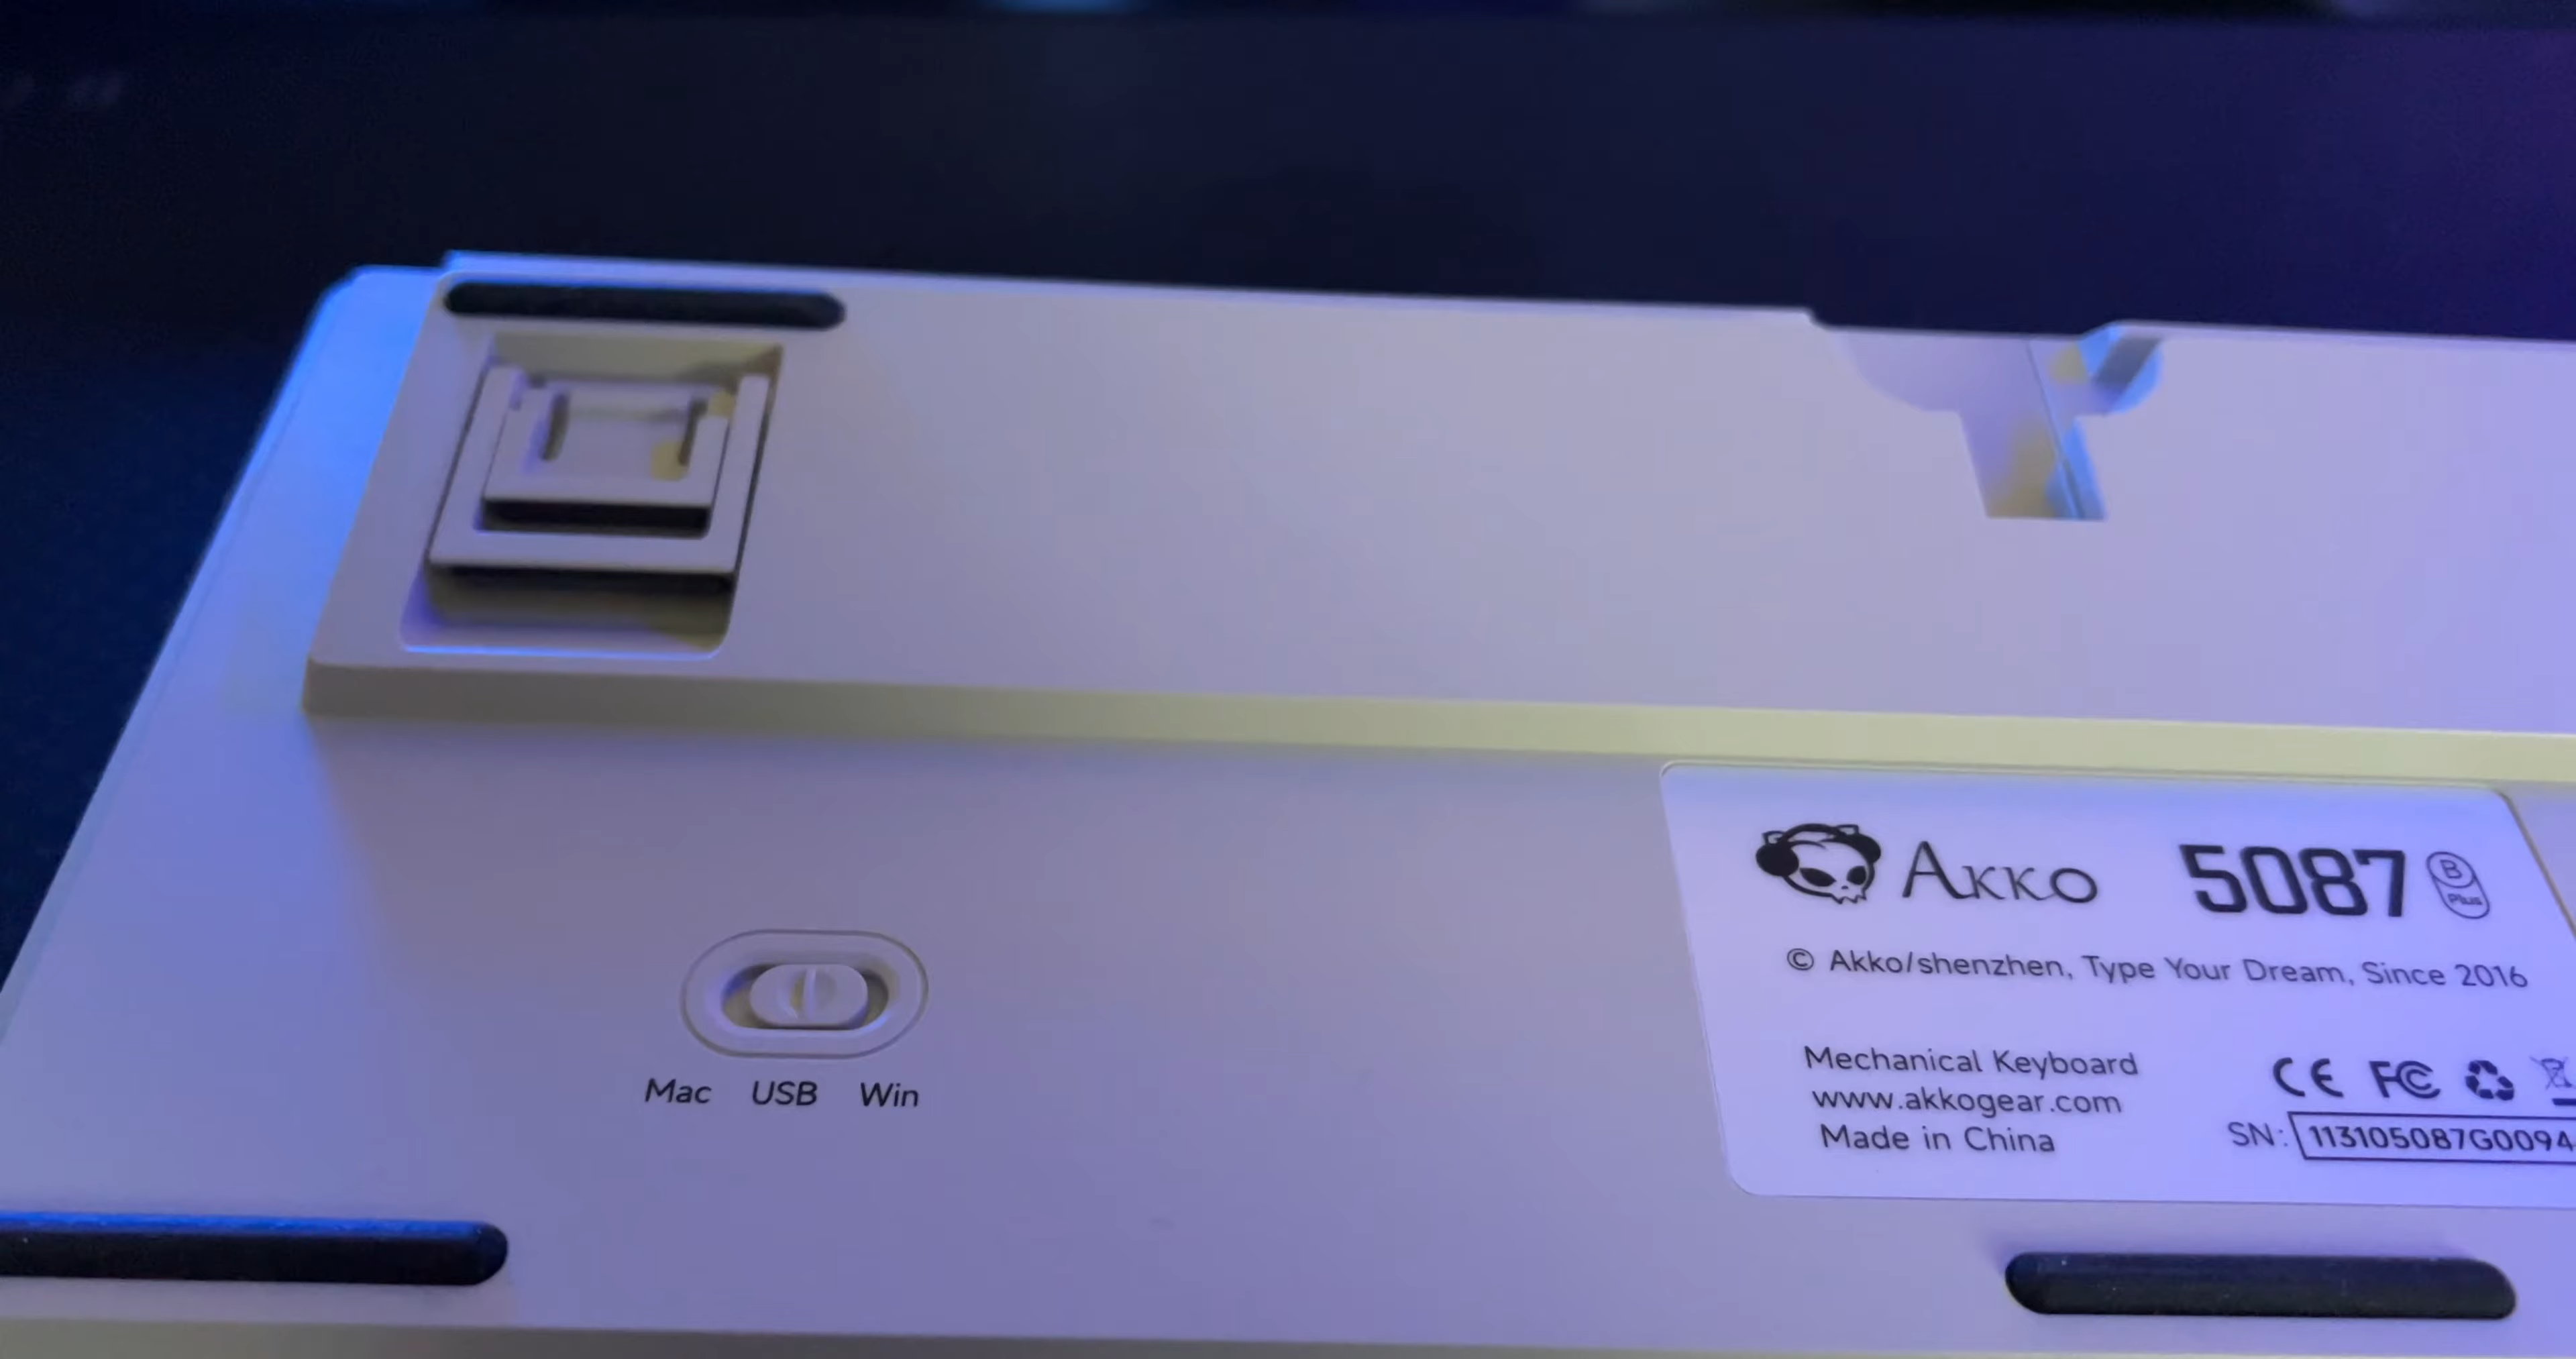 Akko 5087 B Plus
© Akko/shenzhen, Type Your Dream, Since 2016
Mechanical Keyboard
www.akkogear.com
Made in China
CE FC
SN: 113105087G0094
Mac USB Win